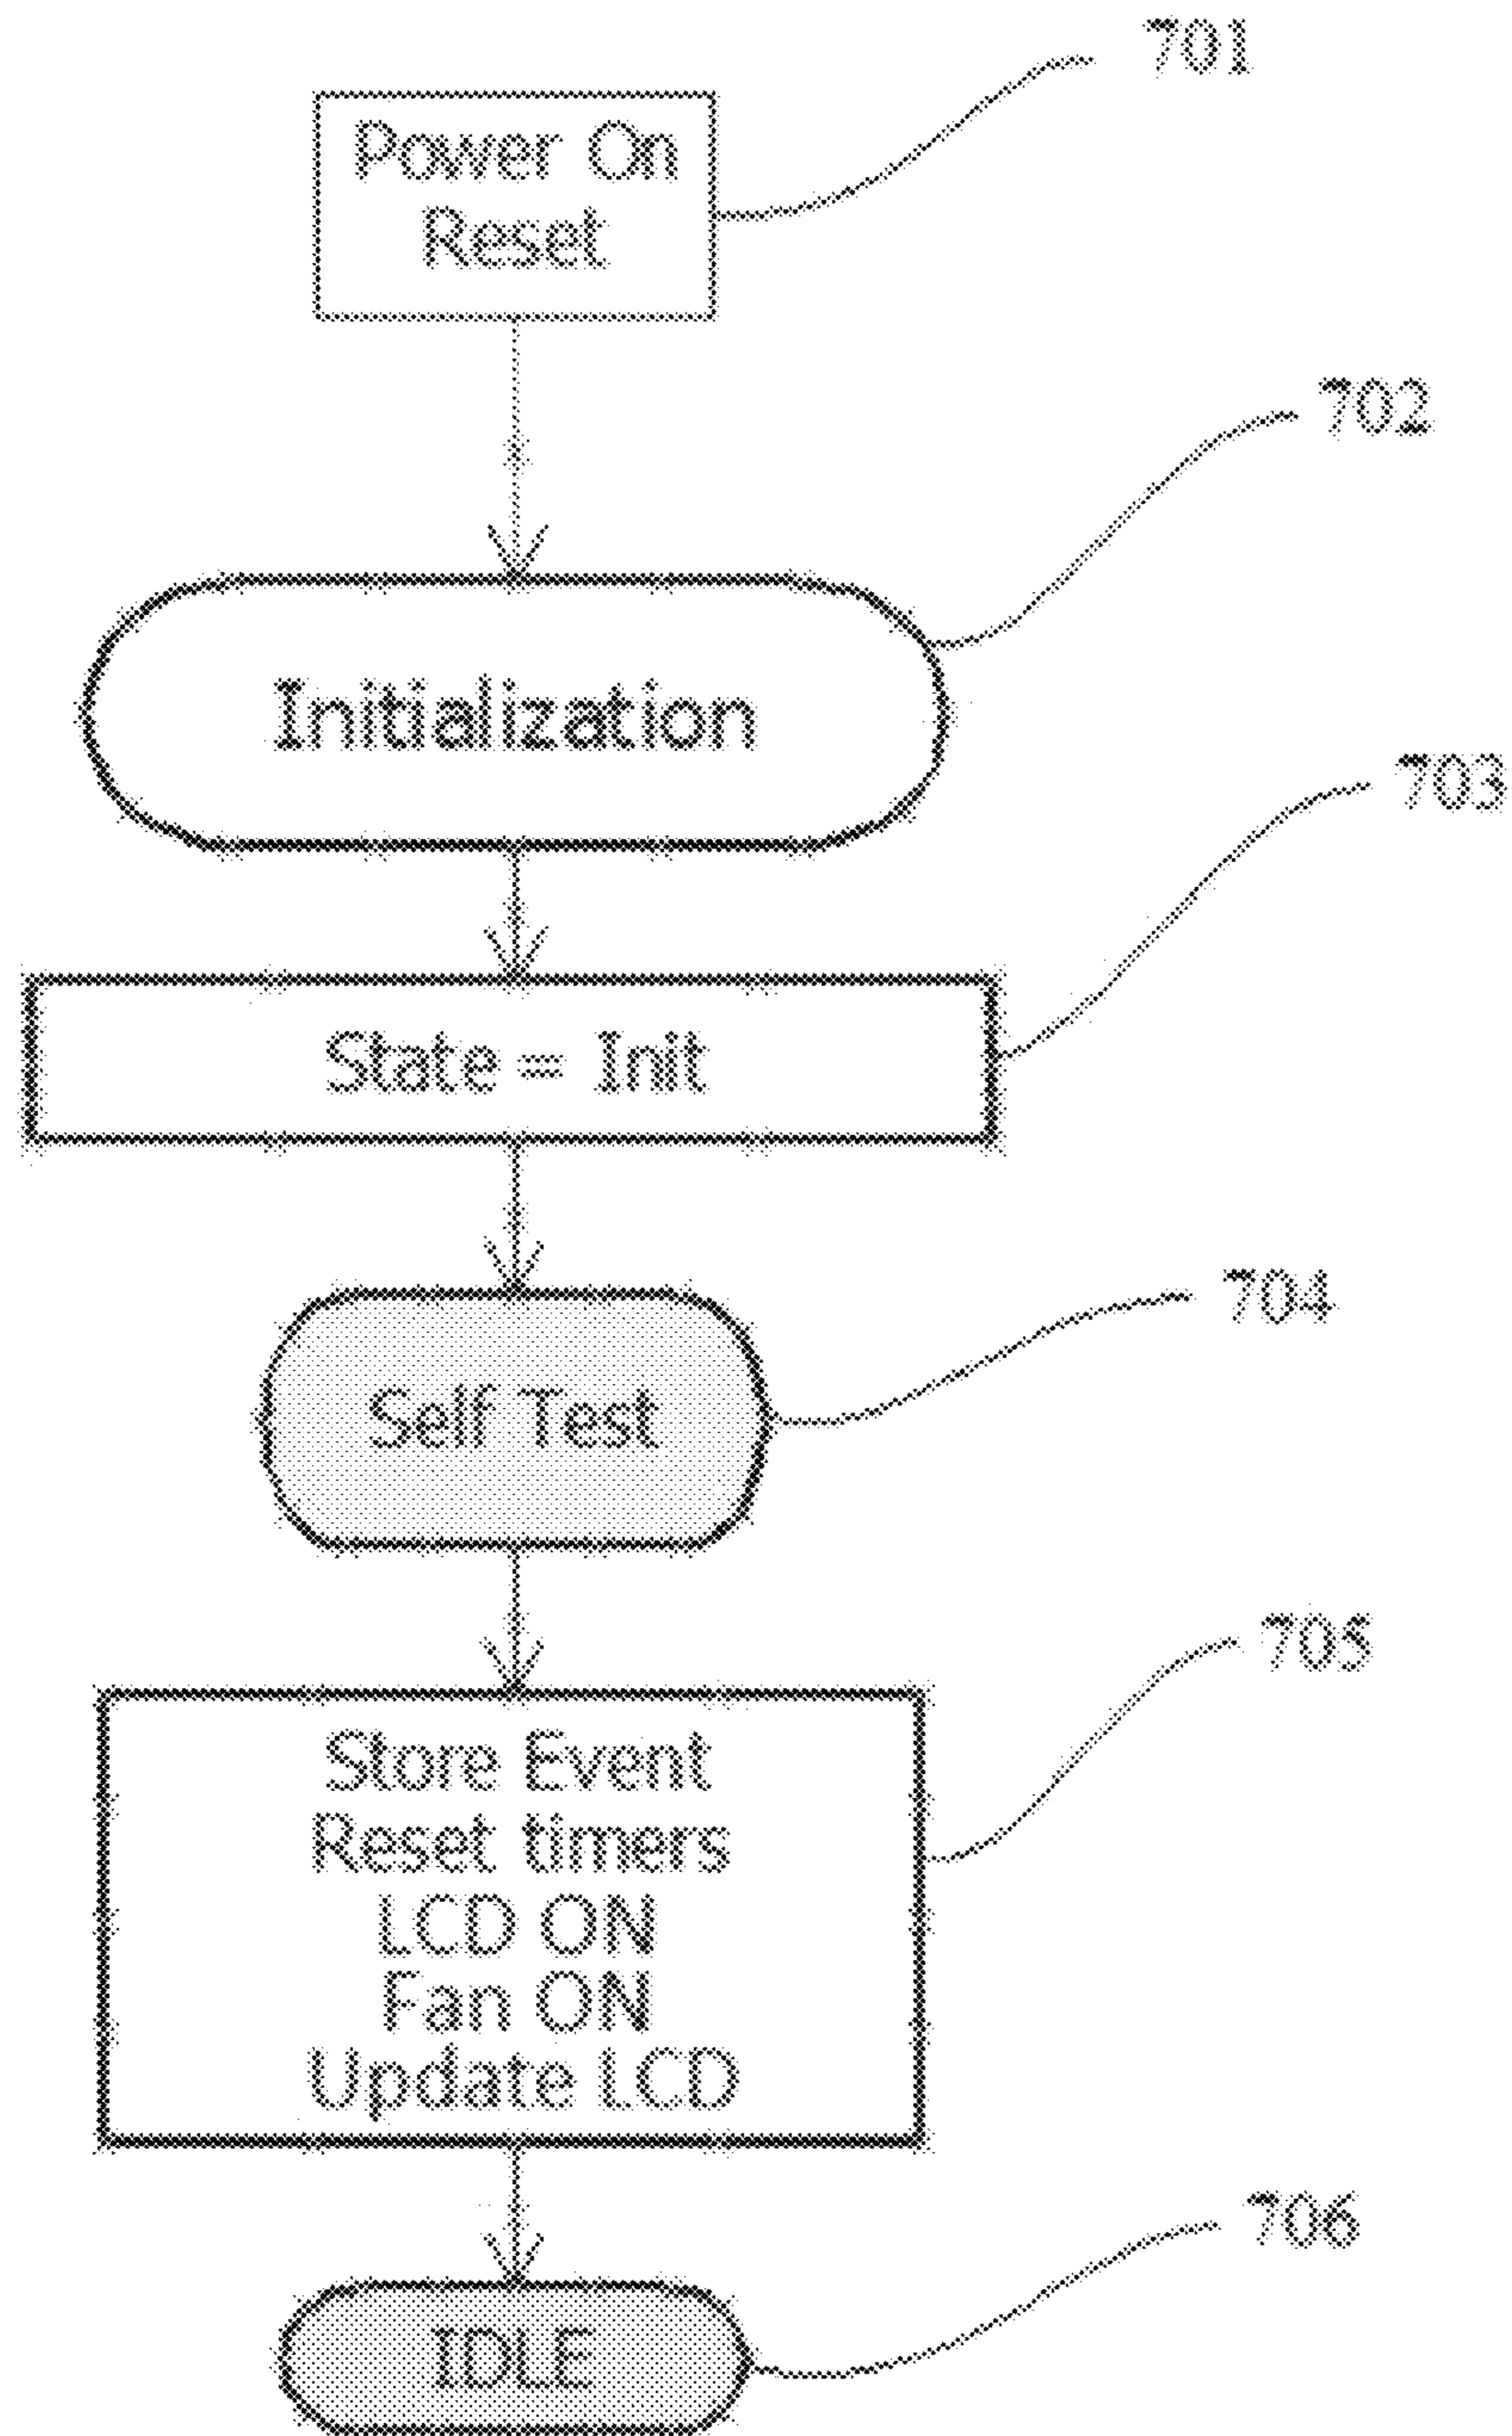 701
Power On
Reset
702
Initialization
703
State = Init
704
Self Test
705
Store Event
Reset timers
LCD ON
Fan ON
Update LCD
706
IDLE